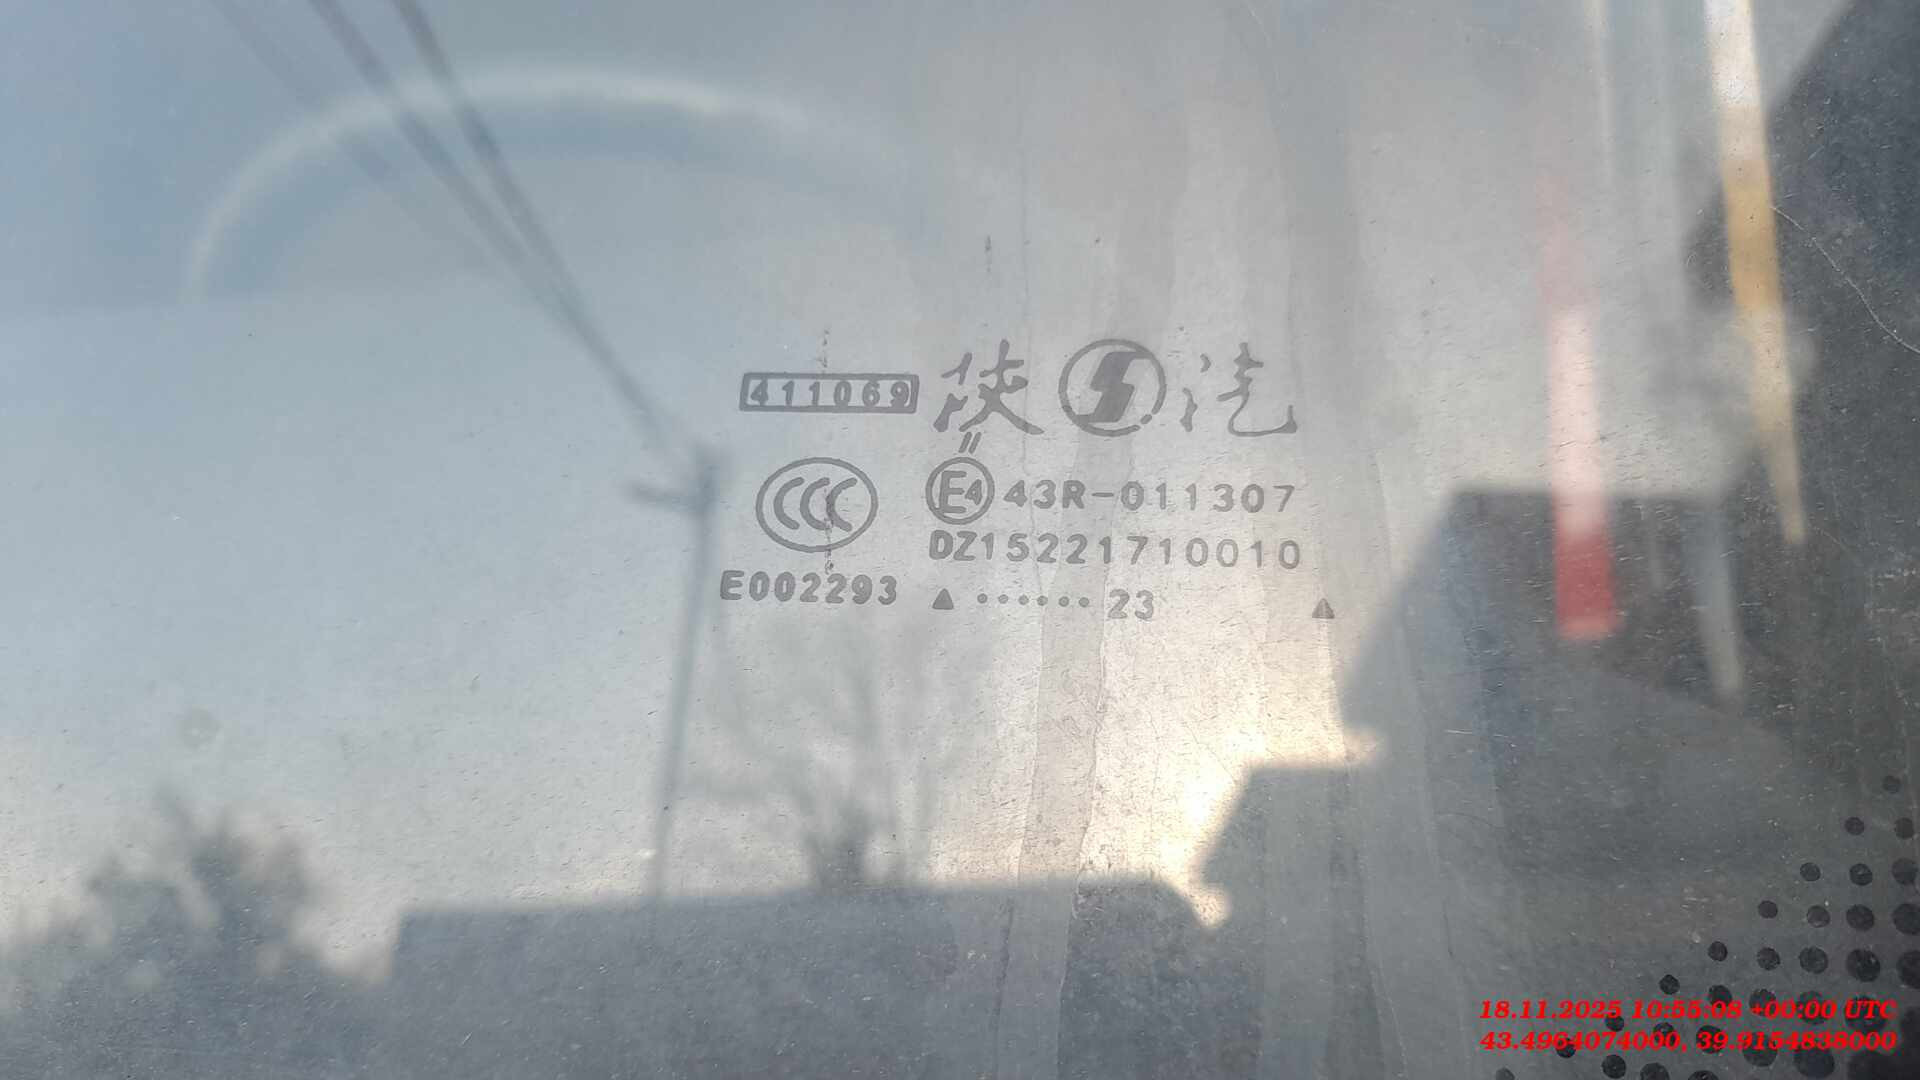 411069 陕 S 汽
CCC E4 43R-011307
DZ15221710010
E002293 ▲ ...... 23 ▲
18.11.2025 10:55:08 +00:00 UTC
43.4964074000, 39.9154838000